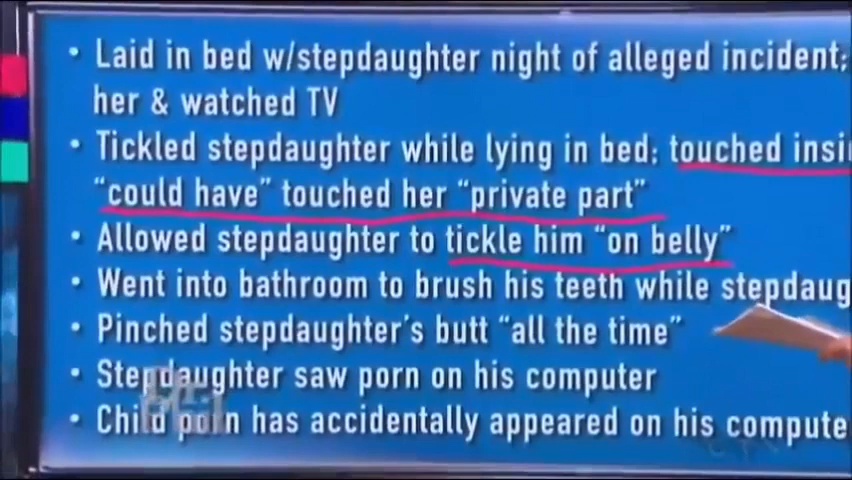 • Laid in bed w/stepdaughter night of alleged incident;
her & watched TV
• Tickled stepdaughter while lying in bed; touched
"could have" touched her "private part"
• Allowed stepdaughter to tickle him "on belly"
• Went into bathroom to brush his teeth while
• Pinched stepdaughter's butt "all the time"
• Stepdaughter saw porn on his computer
• Child porn has accidentally appeared on his